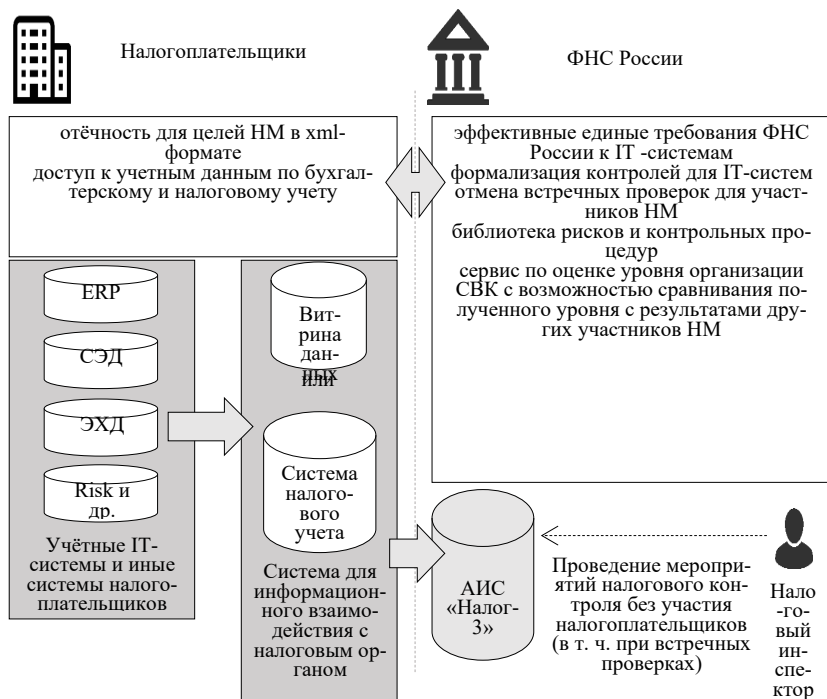 Налогоплательщики
ФНС России
отёчность для целей НМ в xml-
формате
доступ к учетным данным по бухгал-
терскому и налоговому учету
эффективные единые требования ФНС
России к IT -системам
формализация контролей для IT-систем
отмена встречных проверок для участ-
ников НМ
библиотека рисков и контрольных про-
цедур
сервис по оценке уровня организации
СВК с возможностью сравнивания по-
лученного уровня с результатами дру-
гих участников НМ
ERP
СЭД
ЭХД
Risk и
др.
Учётные IT-
системы и иные
системы налого-
плательщиков
Вит-
рина
дан-
ных
или
Система
налого-
вого
учета
Система для
информацион-
ного взаимо-
действия с
налоговым ор-
ганом
АИС
«Налог-
3»
Проведение меропри-
ятий налогового кон-
троля без участия
налогоплательщиков
(в т. ч. при встречных
проверках)
Нало
-го-
вый
ин-
спе-
ктор